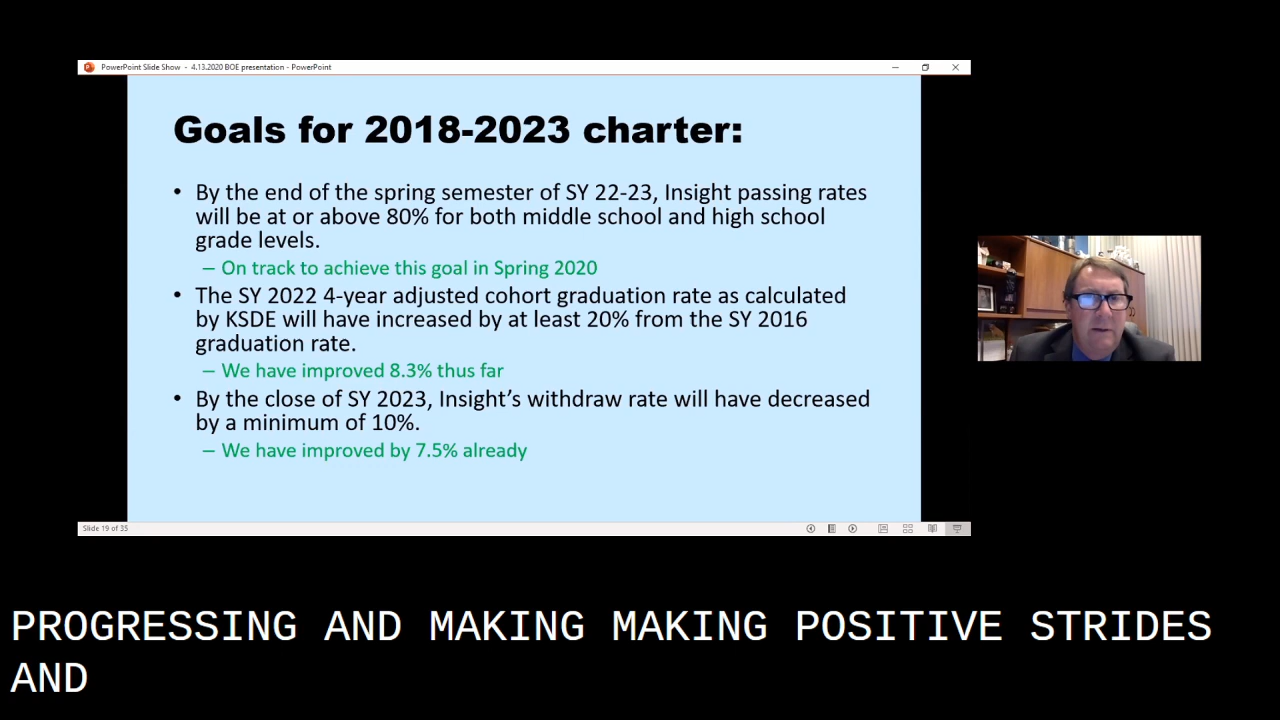 PowerPoint Slide Show - 4.13.2020 BOE presentation - PowerPoint
Goals for 2018-2023 charter:
• By the end of the spring semester of SY 22-23, Insight passing rates
will be at or above 80% for both middle school and high school
grade levels.
– On track to achieve this goal in Spring 2020
• The SY 2022 4-year adjusted cohort graduation rate as calculated
by KSDE will have increased by at least 20% from the SY 2016
graduation rate.
– We have improved 8.3% thus far
• By the close of SY 2023, Insight’s withdraw rate will have decreased
by a minimum of 10%.
– We have improved by 7.5% already
Slide 19 of 35
PROGRESSING AND MAKING MAKING POSITIVE STRIDES
AND